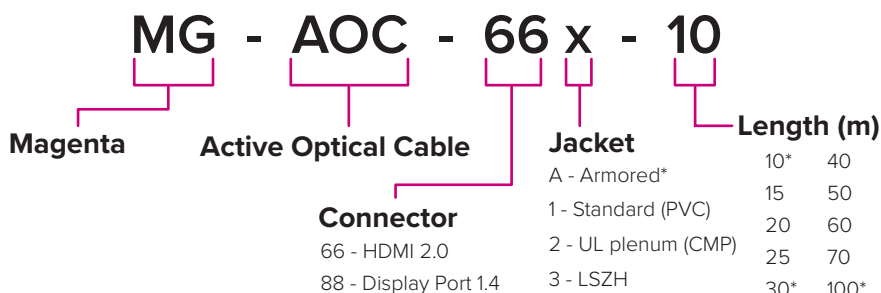 MG - AOC - 66 x - 10
Magenta
Active Optical Cable
Connector
66 - HDMI 2.0
88 - Display Port 1.4
Jacket
A - Armored*
1 - Standard (PVC)
2 - UL plenum (CMP)
3 - LSZH
Length (m)
10* 40
15 50
20 60
25 70
30* 100*